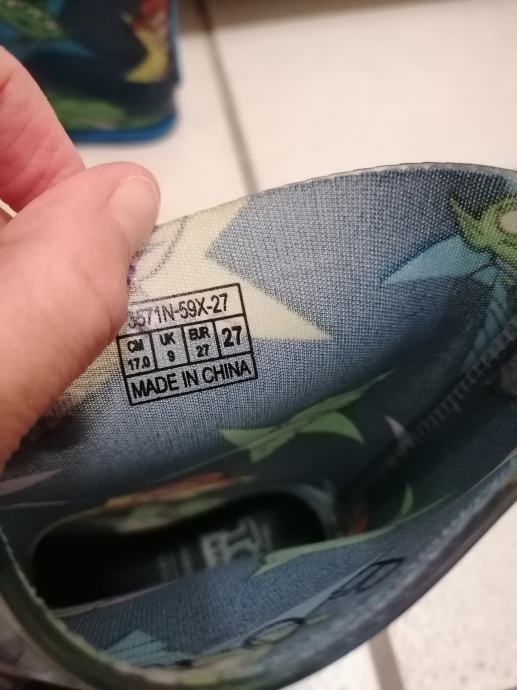 3571N-59X-27
CM UK EUR 27
17.0 9 27
MADE IN CHINA